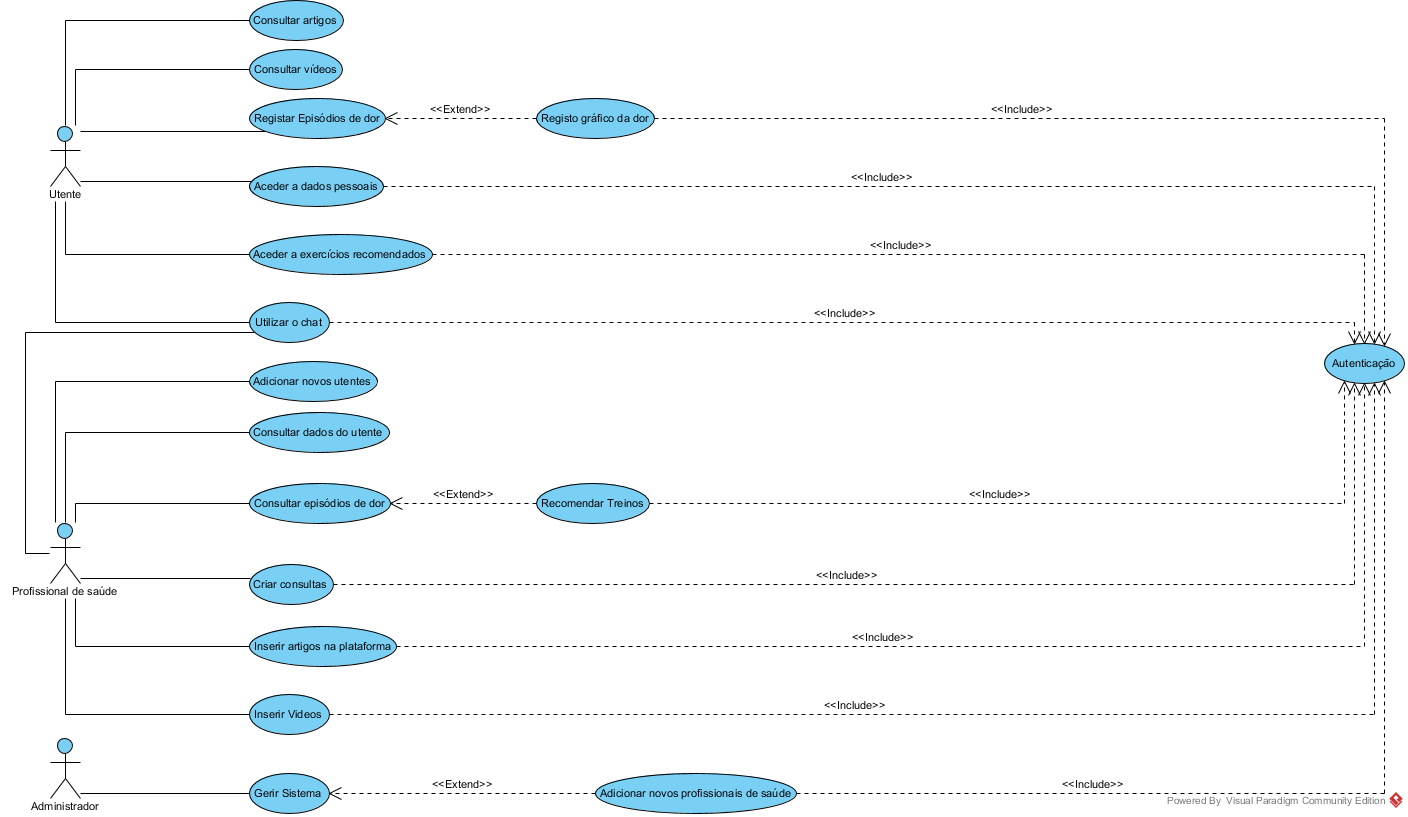 Consultar artigos
Consultar vídeos
<<Extend>>
<<Include>>
Registar Episódios de dor
Registo gráfico da dor
<<Include>>
Aceder a dados pessoais
Utente
<<Include>>
Aceder a exercícios recomendados
<<Include>>
Utilizar o chat
Autenticação
Adicionar novos utentes
Consultar dados do utente
<<Extend>>
<<Include>>
Consultar episódios de dor
Recomendar Treinos
<<Include>>
Criar consultas
Profissional de saúde
<<Include>>
Inserir artigos na plataforma
<<Include>>
Inserir Videos
<<Extend>>
<<Include>>
Gerir Sistema
Adicionar novos profissionais de saúde
Administrador
Powered By Visual Paradigm Community Edition